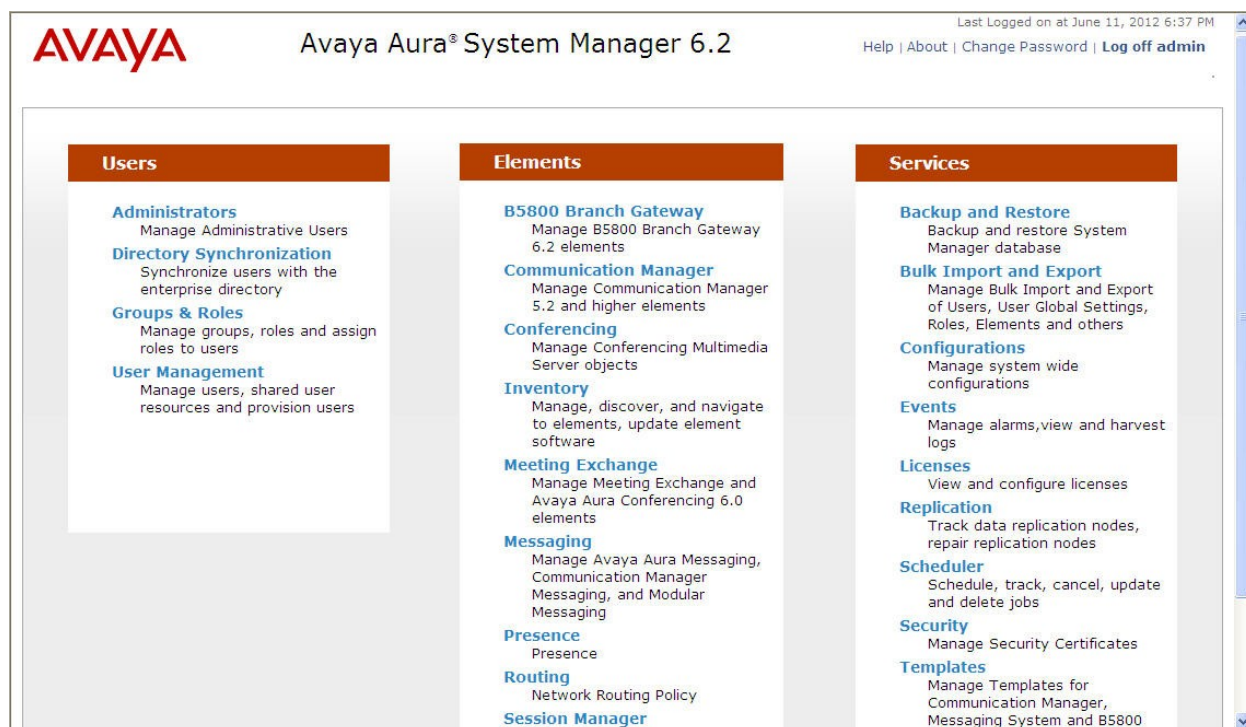 AVAYA
Avaya Aura® System Manager 6.2
Last Logged on at June 11, 2012 6:37 PM
Help | About | Change Password | Log off admin
Users
Administrators
Manage Administrative Users
Directory Synchronization
Synchronize users with the
enterprise directory
Groups & Roles
Manage groups, roles and assign
roles to users
User Management
Manage users, shared user
resources and provision users
Elements
B5800 Branch Gateway
Manage B5800 Branch Gateway
6.2 elements
Communication Manager
Manage Communication Manager
5.2 and higher elements
Conferencing
Manage Conferencing Multimedia
Server objects
Inventory
Manage, discover, and navigate
to elements, update element
software
Meeting Exchange
Manage Meeting Exchange and
Avaya Aura Conferencing 6.0
elements
Messaging
Manage Avaya Aura Messaging,
Communication Manager
Messaging, and Modular
Messaging
Presence
Presence
Routing
Network Routing Policy
Session Manager
Services
Backup and Restore
Backup and restore System
Manager database
Bulk Import and Export
Manage Bulk Import and Export
of Users, User Global Settings,
Roles, Elements and others
Configurations
Manage system wide
configurations
Events
Manage alarms,view and harvest
logs
Licenses
View and configure licenses
Replication
Track data replication nodes,
repair replication nodes
Scheduler
Schedule, track, cancel, update
and delete jobs
Security
Manage Security Certificates
Templates
Manage Templates for
Communication Manager,
Messaging System and B5800